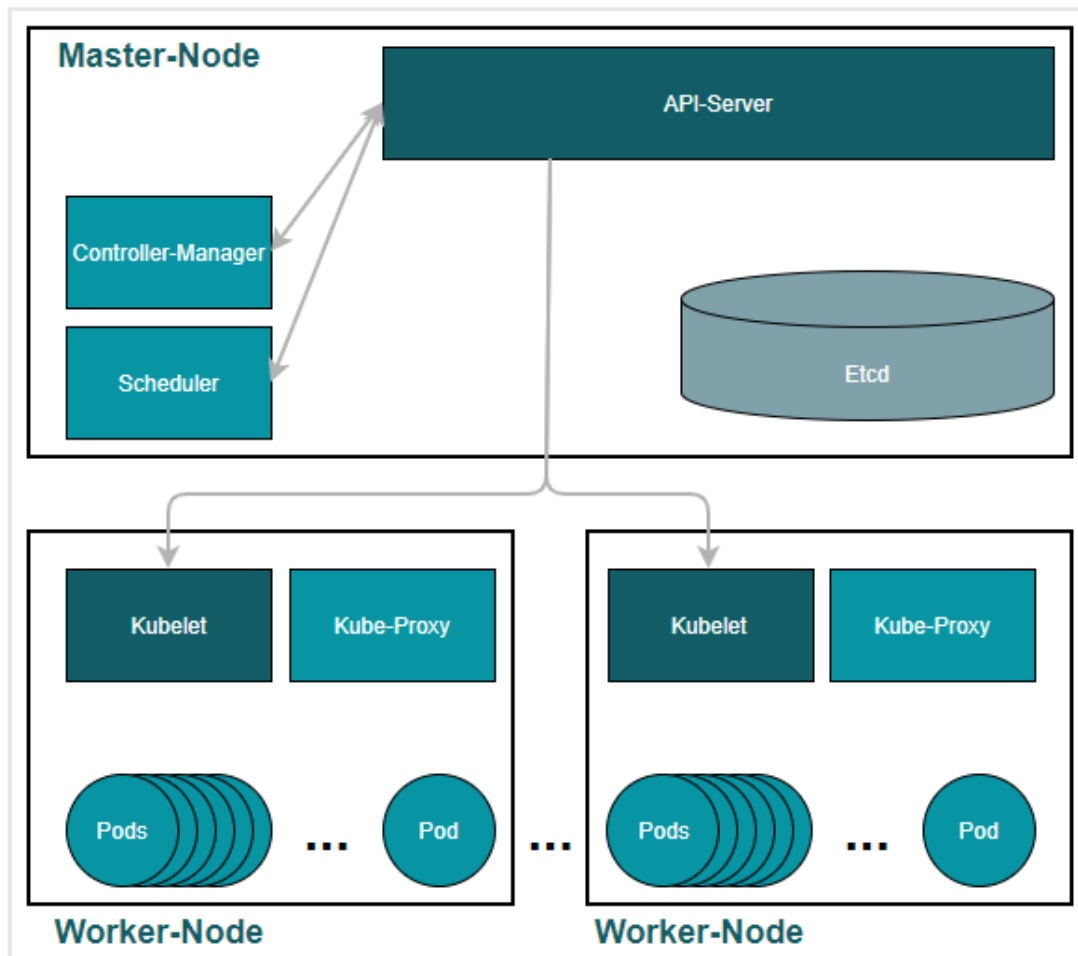 Master-Node
API-Server
Controller-Manager
Scheduler
Etcd
Kubelet
Kube-Proxy
Kubelet
Kube-Proxy
Pods
...
Pod
...
Pods
...
Pod
Worker-Node
Worker-Node